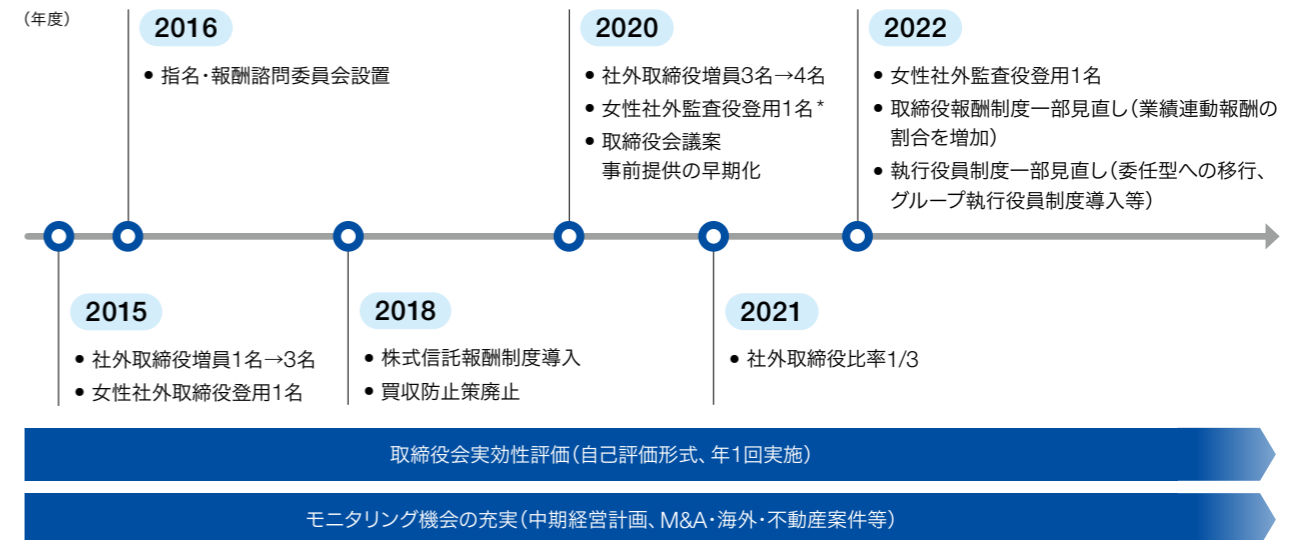 （年度）
2016
• 指名・報酬諮問委員会設置
2020
• 社外取締役増員3名→4名
• 女性社外監査役登用1名*
• 取締役会議案
事前提供の早期化
2022
• 女性社外監査役登用1名
• 取締役報酬制度一部見直し（業績連動報酬の
割合を増加）
• 執行役員制度一部見直し（委任型への移行、
グループ執行役員制度導入等）
2015
• 社外取締役増員1名→3名
• 女性社外取締役登用1名
2018
• 株式信託報酬制度導入
• 買収防止策廃止
2021
• 社外取締役比率1/3
取締役会実効性評価（自己評価形式、年1回実施）
モニタリング機会の充実（中期経営計画、M&A・海外・不動産案件等）